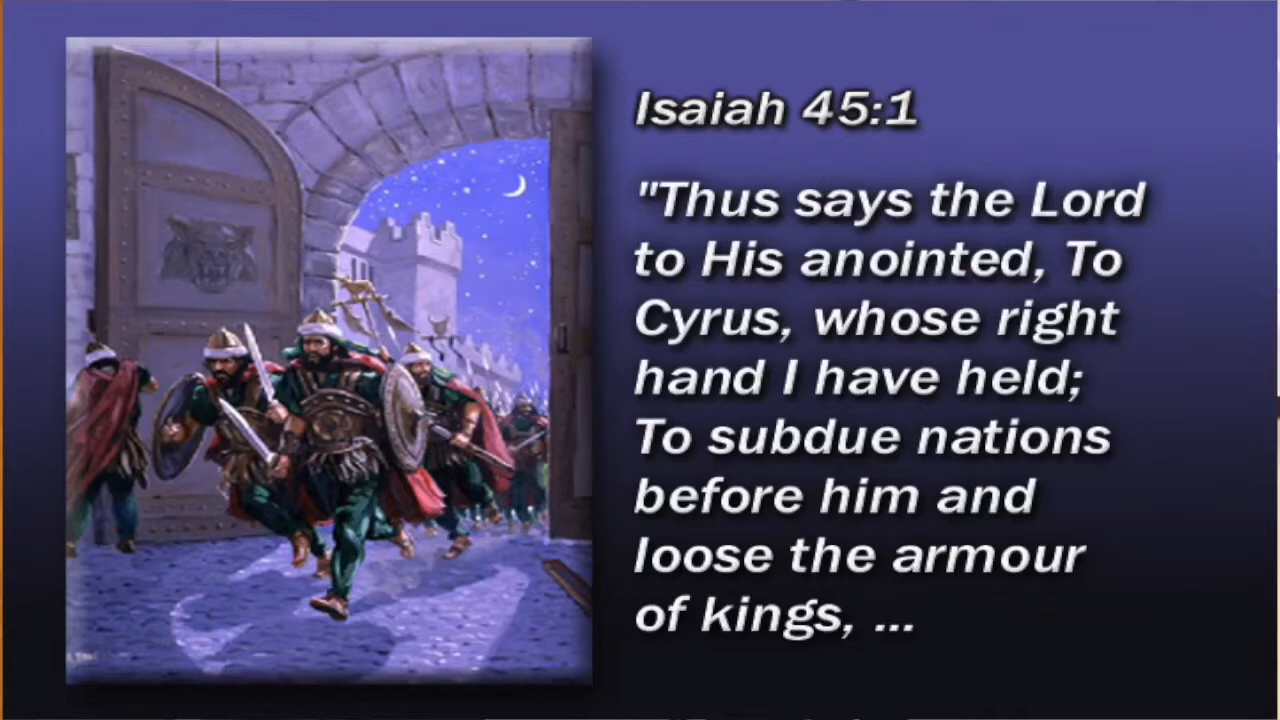 Isaiah 45:1
"Thus says the Lord
to His anointed, To
Cyrus, whose right
hand I have held;
To subdue nations
before him and
loose the armour
of kings, ...